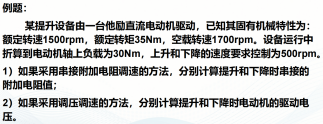 例题：
某提升设备由一台他励直流电动机驱动，已知其固有机械特性为：
额定转速1500rpm，额定转矩35Nm，空载转速1700rpm。设备运行中
折算到电动机轴上负载为30Nm，上升和下降的速度要求控制为500rpm。
1）如果采用串接附加电阻调速的方法，分别计算提升和下降时串接的
附加电阻值；
2）如果采用调压调速的方法，分别计算提升和下降时电动机的驱动电
压。